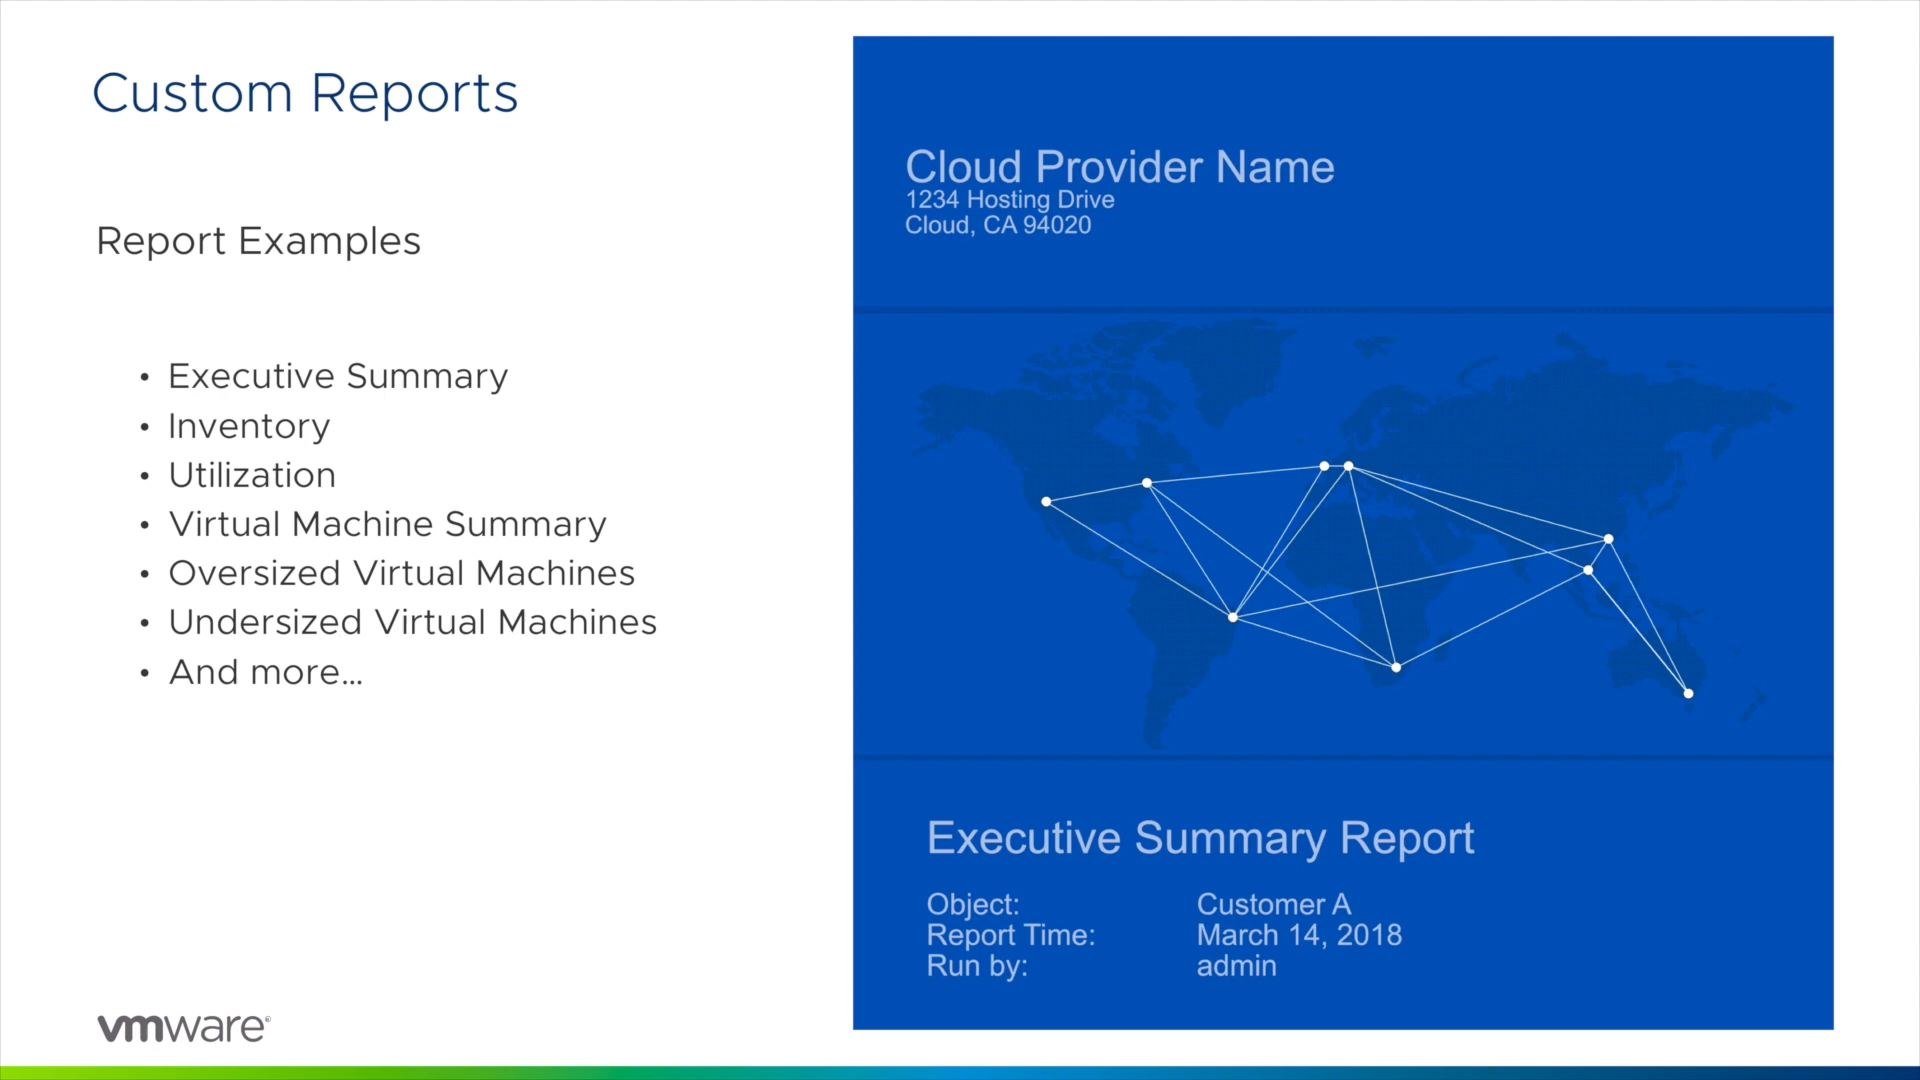 Custom Reports
Report Examples
• Executive Summary
• Inventory
• Utilization
• Virtual Machine Summary
• Oversized Virtual Machines
• Undersized Virtual Machines
• And more...
vmware®
Cloud Provider Name
1234 Hosting Drive
Cloud, CA 94020
Executive Summary Report
Object: Customer A
Report Time: March 14, 2018
Run by: admin